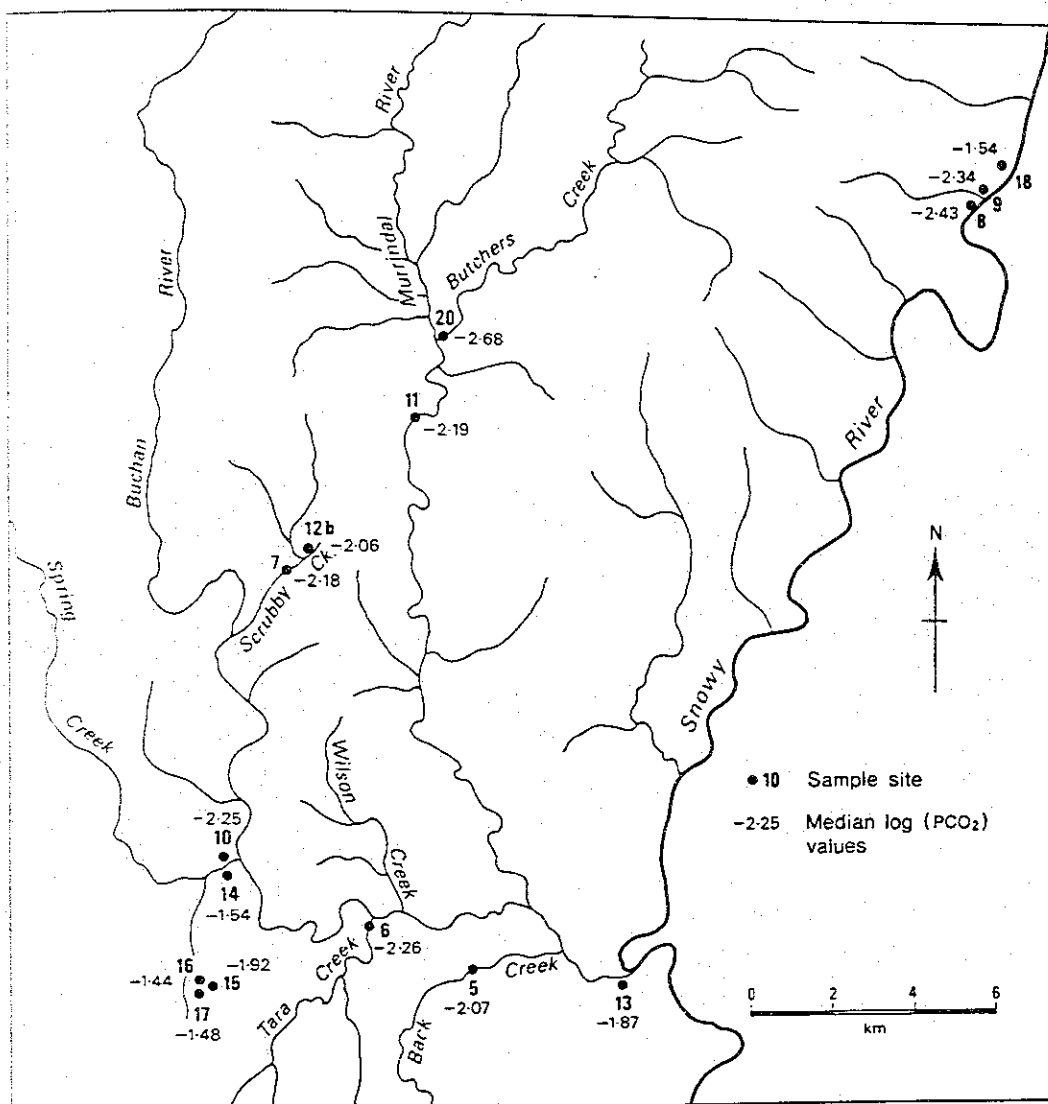 River
Murrindal
Creek
Butchers
-1·54
18
-2·34
9
-2·43
8
River
Buchan
20
-2·68
11
-2·19
River
12b
-2·06
7
-2·18
Scrubby Ck.
N
Spring
Creek
Snowy
Wilson
Creek
-2·25
10
14
-1·54
● 10 Sample site
-2·25 Median log (PCO₂)
values
6
-2·26
16
-1·44
-1·92
15
17
-1·48
Tara Creek
5
-2·07
Back Creek
13
-1·87
0 2 4 6
km